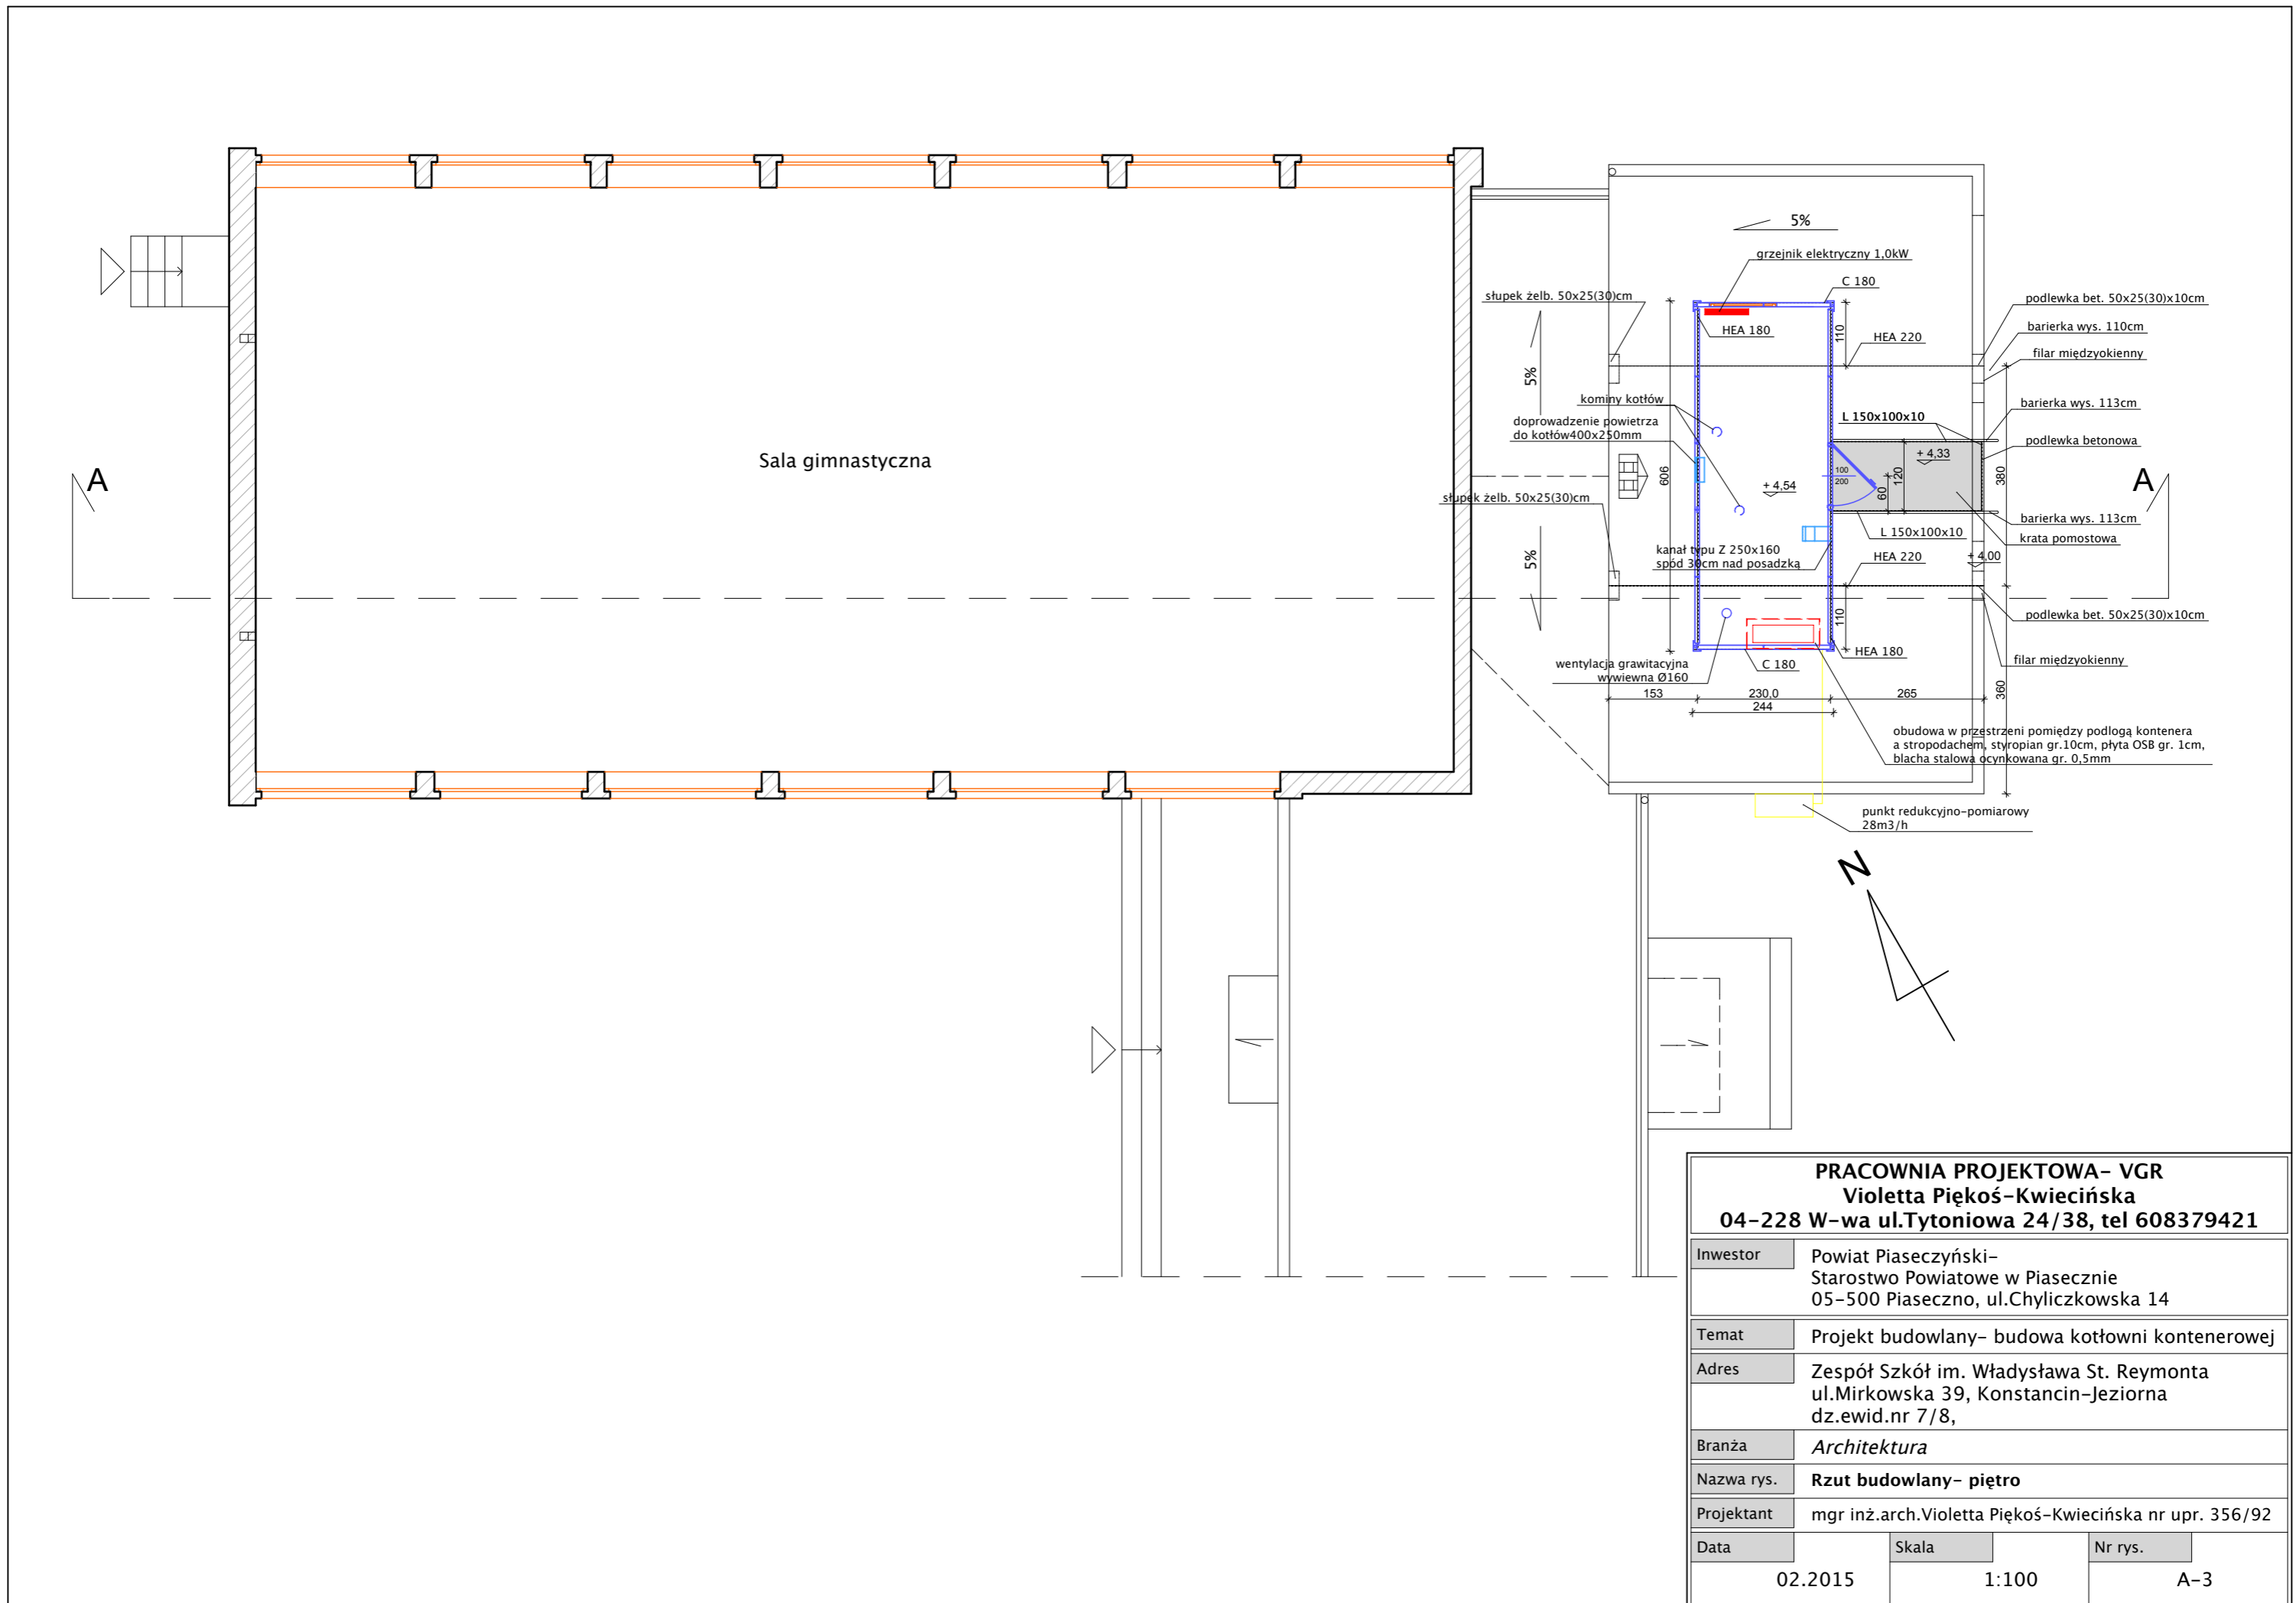 5%
grzejnik elektryczny 1,0kW
C 180
słupek żelb. 50x25(30)cm
podlewka bet. 50x25(30)x10cm
barierka wys. 110cm
HEA 180
110
HEA 220
filar międzyokienny
5%
kominy kotłów
barierka wys. 113cm
L 150x100x10
doprowadzenie powietrza
do kotłów400x250mm
podlewka betonowa
+ 4,33
Sala gimnastyczna
A
606
100
200
120
380
A
+ 4,54
60
słupek żelb. 50x25(30)cm
barierka wys. 113cm
L 150x100x10
krata pomostowa
kanał typu Z 250x160
spód 30cm nad posadzką
HEA 220
+ 4,00
5%
podlewka bet. 50x25(30)x10cm
110
HEA 180
filar międzyokienny
wentylacja grawitacyjna
wywiewna Ø160
C 180
153
230,0
265
360
244
obudowa w przestrzeni pomiędzy podlogą kontenera
a stropodachem, styropian gr.10cm, płyta OSB gr. 1cm,
blacha stalowa ocynkowana gr. 0,5mm
punkt redukcyjno-pomiarowy
28m3/h
N
PRACOWNIA PROJEKTOWA- VGR
Violetta Piękoś-Kwiecińska
04-228 W-wa ul.Tytoniowa 24/38, tel 608379421
Inwestor
Powiat Piaseczyński-
Starostwo Powiatowe w Piasecznie
05-500 Piaseczno, ul.Chyliczkowska 14
Temat
Projekt budowlany- budowa kotłowni kontenerowej
Adres
Zespół Szkół im. Władysława St. Reymonta
ul.Mirkowska 39, Konstancin-Jeziorna
dz.ewid.nr 7/8,
Branża
Architektura
Nazwa rys.
Rzut budowlany- piętro
Projektant
mgr inż.arch.Violetta Piękoś-Kwiecińska nr upr. 356/92
Data
Skala
Nr rys.
02.2015
1:100
A-3